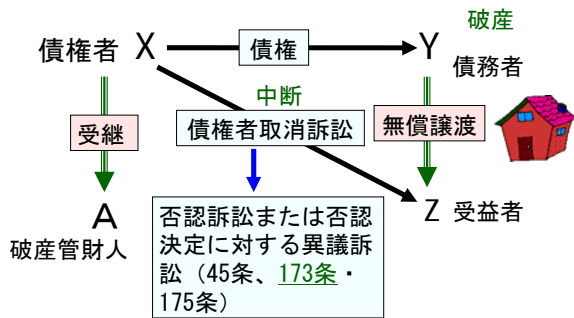 破産
債権者 X
債権
Y
債務者
中断
受継
債権者取消訴訟
無償譲渡
A
破産管財人
否認訴訟または否認
決定に対する異議訴
訟（45条、173条・
175条）
Z 受益者